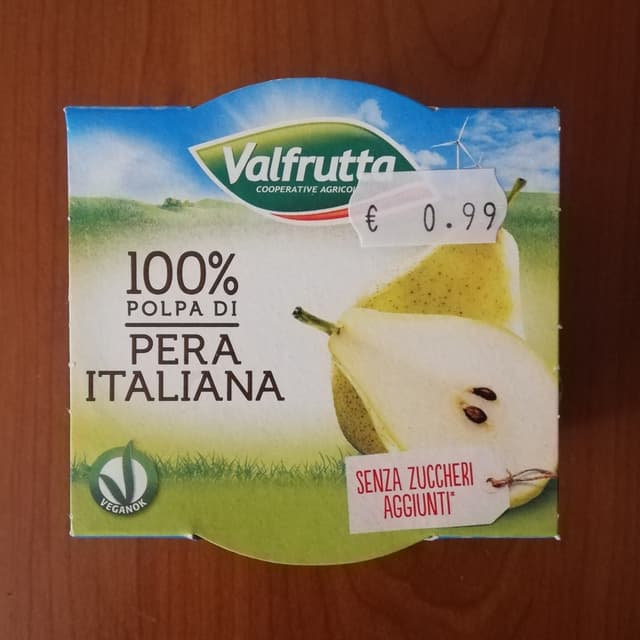 Valfrutta
COOPERATIVE AGRICOL
€ 0.99
100%
POLPA DI
PERA
ITALIANA
SENZA ZUCCHERI
AGGIUNTI*
VEGANOK